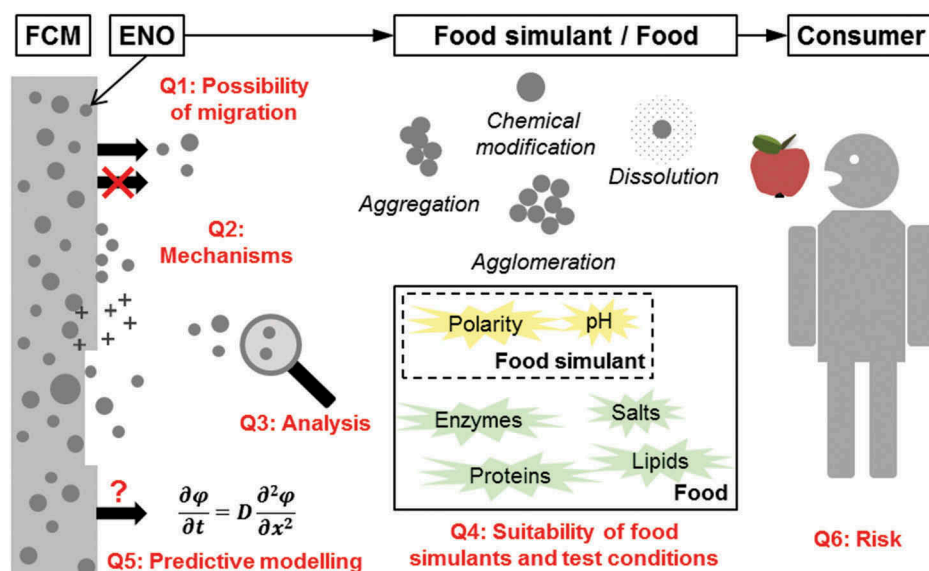 FCM
ENO
Food simulant / Food
Consumer
Q1: Possibility
of migration
Chemical
modification
Dissolution
Aggregation
Agglomeration
Q2:
Mechanisms
+ + + + + + + +
Polarity
pH
Food simulant
Q3: Analysis
Enzymes
Salts
Proteins
Lipids
Food
?
∂φ/∂t = D ∂²φ/∂x²
Q5: Predictive modelling
Q4: Suitability of food
simulants and test conditions
Q6: Risk